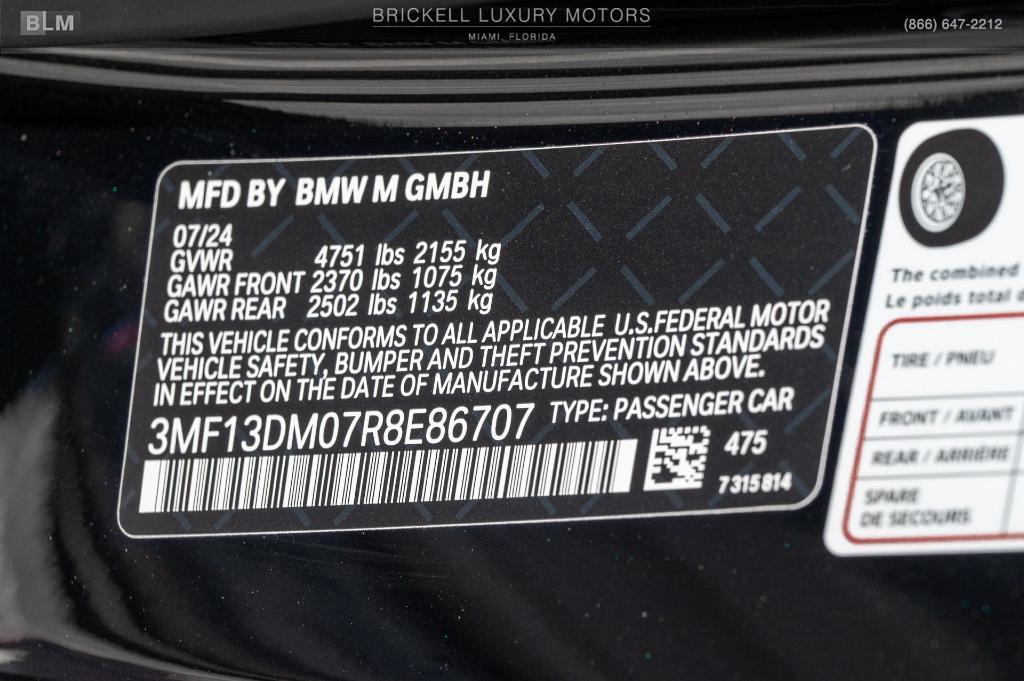 BLM
BRICKELL LUXURY MOTORS
MIAMI, FLORIDA
(866) 647-2212
MFD BY BMW M GMBH
07/24
GVWR 4751 lbs 2155 kg
GAWR FRONT 2370 lbs 1075 kg
GAWR REAR 2502 lbs 1135 kg
THIS VEHICLE CONFORMS TO ALL APPLICABLE U.S.FEDERAL MOTOR
VEHICLE SAFETY, BUMPER AND THEFT PREVENTION STANDARDS
IN EFFECT ON THE DATE OF MANUFACTURE SHOWN ABOVE.
3MF13DM07R8E86707 TYPE: PASSENGER CAR
475
7315814
The combined
Le poids total
TIRE / PNEU
FRONT / AVANT
REAR / ARRIÈRE
SPARE
DE SECOURS